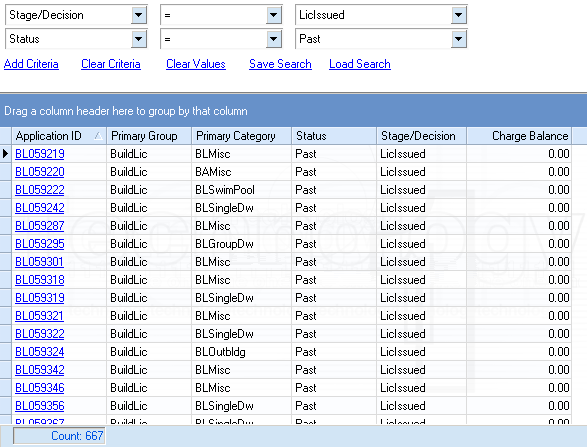 Stage/Decision = LicIssued
Status = Past
Add Criteria Clear Criteria Clear Values Save Search Load Search
Drag a column header here to group by that column
Application ID Primary Group Primary Category Status Stage/Decision Charge Balance
BL059219 BuildLic BLMisc Past LicIssued 0.00
BL059220 BuildLic BAMisc Past LicIssued 0.00
BL059222 BuildLic BLSwimPool Past LicIssued 0.00
BL059242 BuildLic BLSingleDw Past LicIssued 0.00
BL059287 BuildLic BLMisc Past LicIssued 0.00
BL059295 BuildLic BLGroupDw Past LicIssued 0.00
BL059301 BuildLic BLMisc Past LicIssued 0.00
BL059318 BuildLic BLMisc Past LicIssued 0.00
BL059319 BuildLic BLSingleDw Past LicIssued 0.00
BL059321 BuildLic BLMisc Past LicIssued 0.00
BL059322 BuildLic BLSingleDw Past LicIssued 0.00
BL059324 BuildLic BLOutbldg Past LicIssued 0.00
BL059342 BuildLic BLMisc Past LicIssued 0.00
BL059346 BuildLic BLMisc Past LicIssued 0.00
BL059356 BuildLic BLSingleDw Past LicIssued 0.00
BL059367 BuildLic BLSingleDw Past LicIssued 0.00
Count: 667